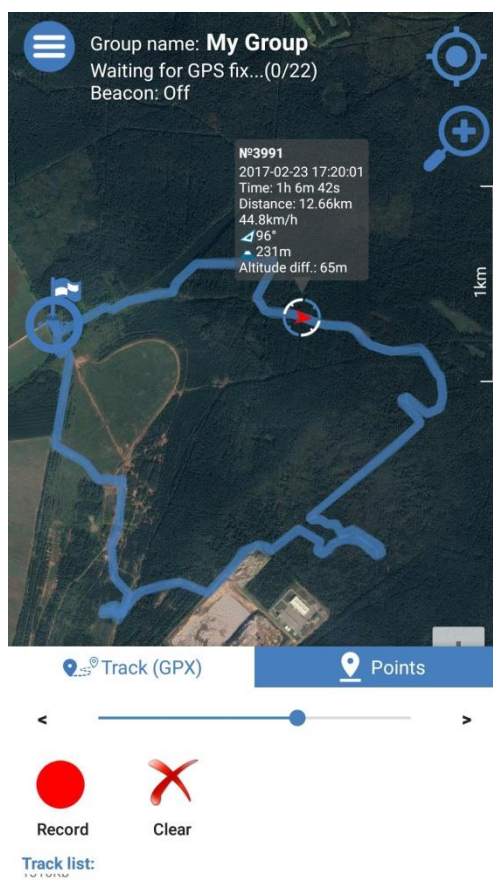 Group name: My Group
Waiting for GPS fix...(0/22)
Beacon: Off
№3991
2017-02-23 17:20:01
Time: 1h 6m 42s
Distance: 12.66km
44.8km/h
96°
231m
Altitude diff.: 65m
1km
Track (GPX)
Points
< >
Record
Clear
Track list: